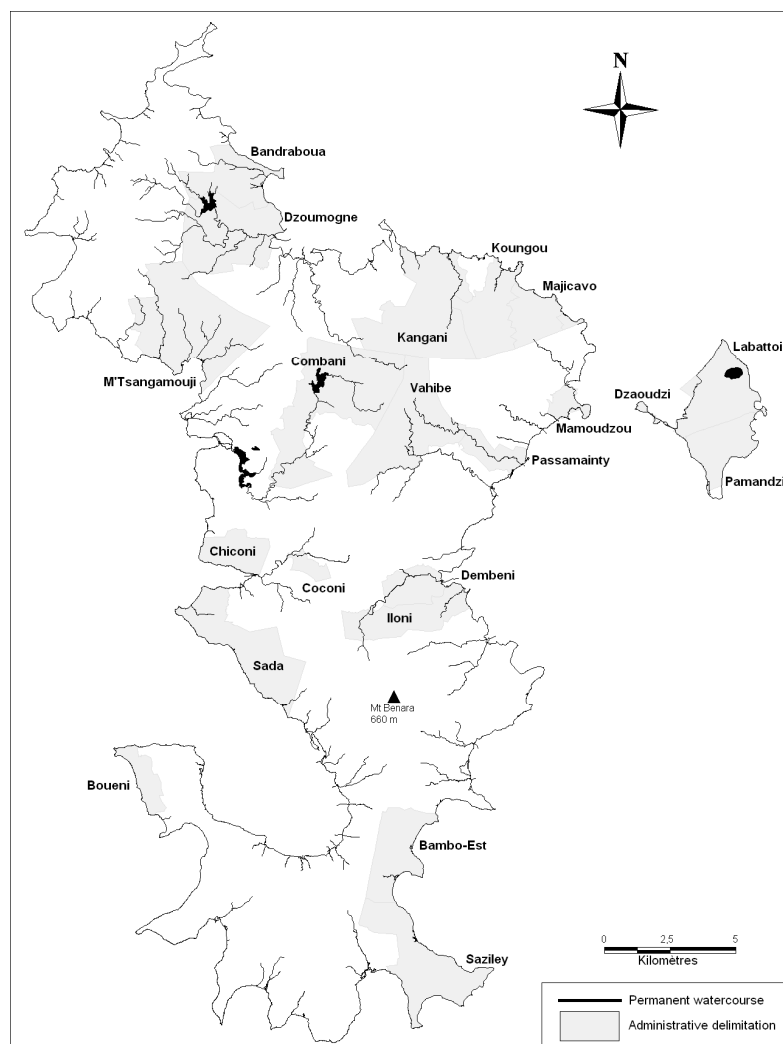 N
Bandraboua
Dzoumogne
Koungou
Majicavo
Kangani
Labattoi
Combani
M'Tsangamouji
Vahibe
Dzaoudzi
Mamoudzou
Passamainty
Pamandzi
Chiconi
Coconi
Dembeni
Iloni
Sada
Mt Benara
660 m
Boueni
Bambo-Est
Saziley
0 2,5 5
Kilomètres
Permanent watercourse
Administrative delimitation